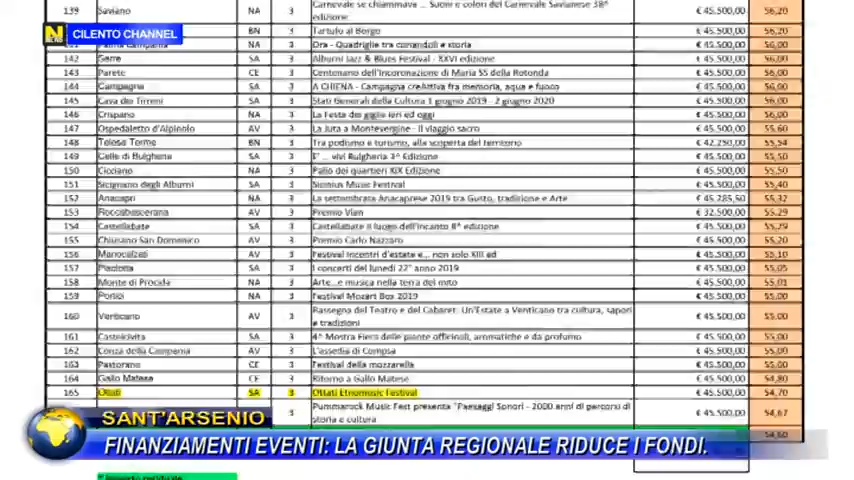 139 Saviano NA 3 Carnevale se chiamava ... Suoni e colori del Carnevale Savianese 38^ edizione € 45.500,00 56,20
BN 3 Tartufo al Borgo € 45.500,00 56,00
NA 3 Ora - Quadriglie tra comandoli e storia € 45.500,00 56,00
142 Serre SA 3 Alburni Jazz & Blues Festival - XXVI edizione € 45.500,00 56,00
143 Parete CE 3 Centenario dell'Incoronazione di Maria SS della Rotonda € 45.500,00 56,00
144 Campagna SA 3 A CHIENA - Campagna creAttiva fra memoria, aqua e fuoco € 45.500,00 56,00
145 Cava dei Tirreni SA 3 Stati Generali della Cultura 1 giugno 2019 - 2 giugno 2020 € 45.500,00 56,00
146 Crispano NA 3 La Festa dei giglie ieri ed oggi € 45.500,00 56,00
147 Ospedaletto d'Alpinolo AV 3 La Juta a Montevergine - Il viaggio sacro € 45.500,00 55,60
148 Telese Terme BN 3 Tra podismo e turismo, alla scoperta del territorio € 42.250,00 55,54
149 Celle di Bulgheria SA 3 E' ... vivi Bulgheria 3^ Edizione € 45.500,00 55,50
150 Cicciano NA 3 Palio dei quartieri XIX Edizione € 45.500,00 55,50
151 Sicignano degli Alburni SA 3 Sicinius Music Festival € 45.500,00 55,40
152 Anacapri NA 3 La settembrata Anacaprese 2019 tra Gusto, tradizione e Arte € 45.285,50 55,32
153 Roccabascerana AV 3 Premio Vian € 32.500,00 55,29
154 Castellabate SA 3 Castellabate il luogo dell'incanto 8^ edizione € 45.500,00 55,29
155 Chiusano San Domenico AV 3 Premio Carlo Nazzaro € 45.500,00 55,20
156 Manocalzati AV 3 Festival Incontri d'estate e... non solo XIII ed € 45.500,00 55,10
157 Pisciotta SA 3 I concerti del lunedì 22° anno 2019 € 45.500,00 55,05
158 Monte di Procida NA 3 Arte...e musica nella terra del mito € 45.500,00 55,01
159 Portici NA 3 Festival Mozart Box 2019 € 45.500,00 55,00
160 Venticano AV 3 Rassegna del Teatro e del Cabaret: Un'Estate a Venticano tra cultura, sapori e tradizioni € 45.500,00 55,00
161 Castelcivita SA 3 4^ Mostra Fiera delle piante officinali, aromatiche e da profumo € 45.500,00 55,00
162 Conza della Campania AV 3 L'assedio di Compsa € 45.500,00 55,00
163 Pastorano CE 3 Festival della mozzarella € 45.500,00 55,00
164 Gallo Matese CE 3 Ritorno a Gallo Matese € 45.500,00 54,80
165 Ottati SA 3 Ottati Etnomusic Festival € 45.500,00 54,70
3 Pummarock Music Fest presenta "Paesaggi Sonori - 2000 anni di percorsi di storia e cultura € 45.500,00 54,67
54,60
N NEWS CILENTO CHANNEL
SANT'ARSENIO
FINANZIAMENTI EVENTI: LA GIUNTA REGIONALE RIDUCE I FONDI.